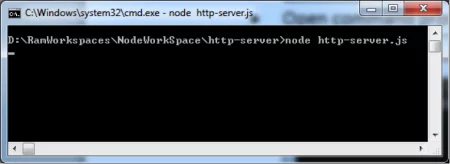 C:\Windows\system32\cmd.exe - node  http-server.js
D:\RamWorkspaces\NodeWorkSpace\http-server>node http-server.js